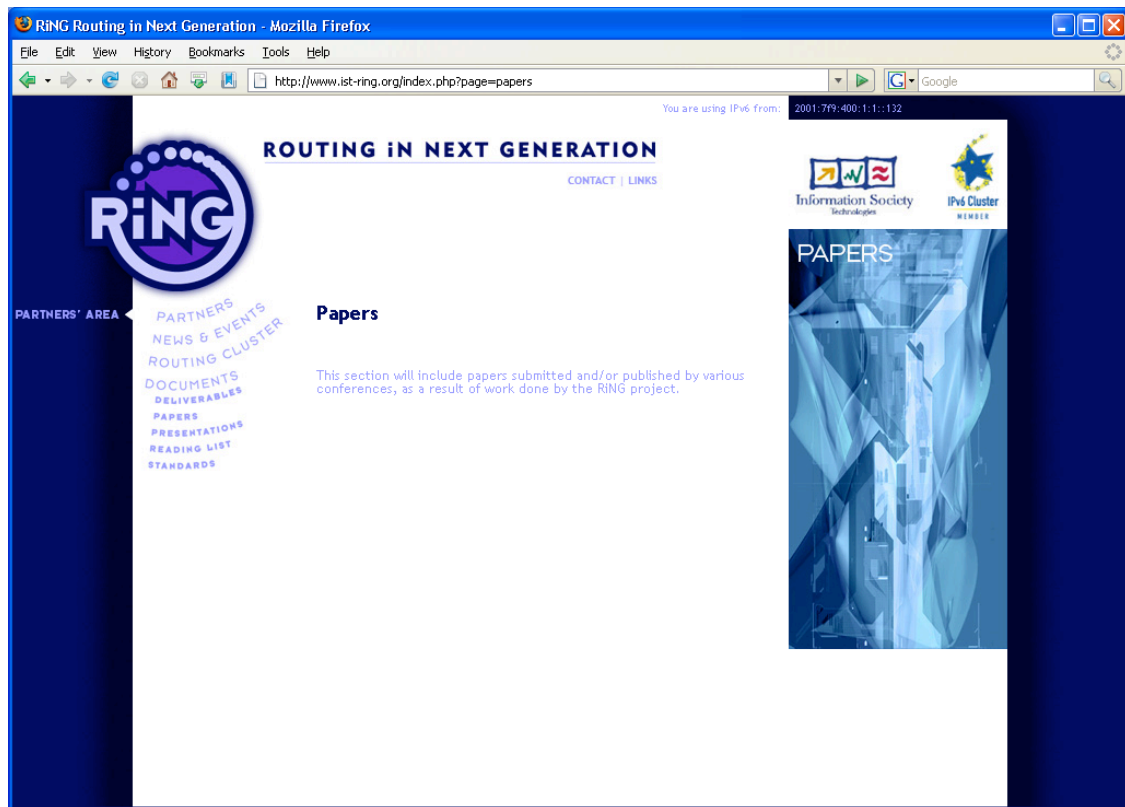 RiNG Routing in Next Generation - Mozilla Firefox
File Edit View History Bookmarks Tools Help
http://www.ist-ring.org/index.php?page=papers
G Google
You are using IPv6 from: 2001:7f9:400:1:1::132
ROUTING iN NEXT GENERATION
CONTACT | LINKS
RiNG
Information Society
Technologies
IPv6 Cluster
MEMBER
PAPERS
PARTNERS' AREA
PARTNERS
NEWS & EVENTS
ROUTING CLUSTER
DOCUMENTS
DELIVERABLES
PAPERS
PRESENTATIONS
READING LIST
STANDARDS
Papers
This section will include papers submitted and/or published by various
conferences, as a result of work done by the RiNG project.